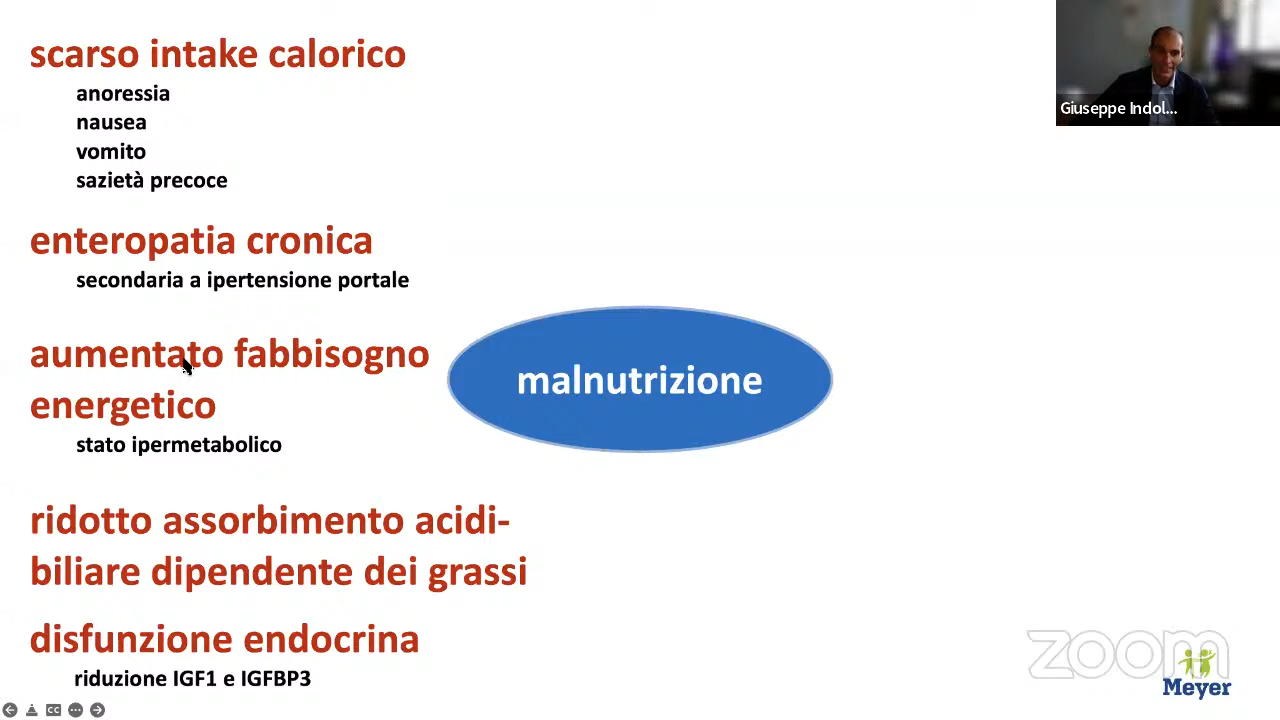 scarso intake calorico
anoressia
nausea
vomito
sazietà precoce
enteropatia cronica
secondaria a ipertensione portale
aumentato fabbisogno
energetico
stato ipermetabolico
ridotto assorbimento acidi-
biliare dipendente dei grassi
disfunzione endocrina
riduzione IGF1 e IGFBP3
malnutrizione
Giuseppe Indol...
zoom
Meyer
CC